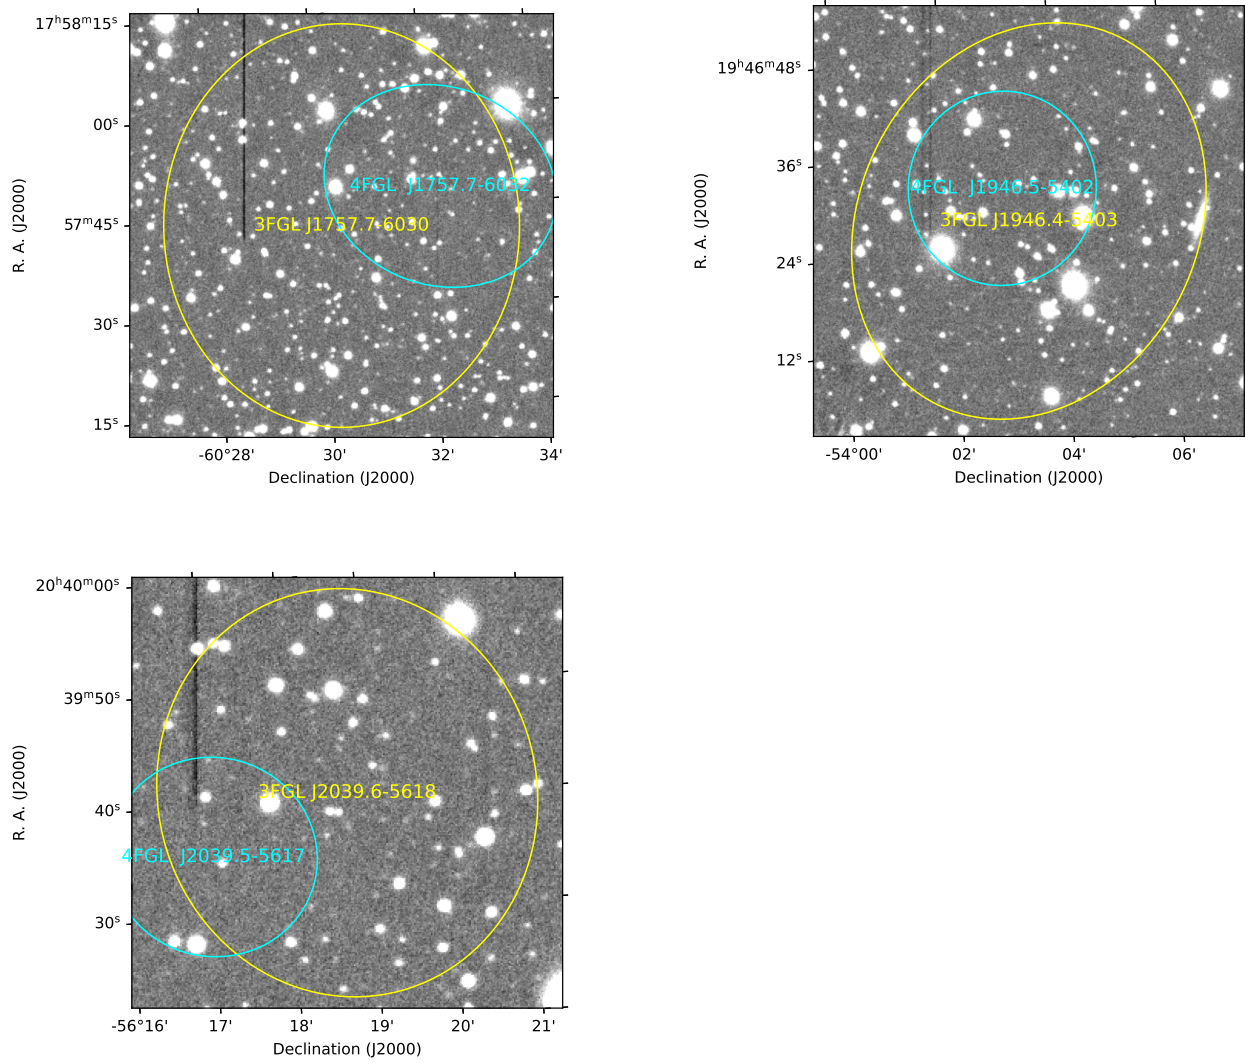 17h58m15s
00s
57m45s
30s
15s
R. A. (J2000)
4FGL J1757.7-6032
3FGL J1757.7-6030
-60°28' 30' 32' 34'
Declination (J2000)
19h46m48s
36s
24s
12s
R. A. (J2000)
4FGL J1946.5-5402
3FGL J1946.4-5403
-54°00' 02' 04' 06'
Declination (J2000)
20h40m00s
39m50s
40s
30s
R. A. (J2000)
3FGL J2039.6-5618
4FGL J2039.5-5617
-56°16' 17' 18' 19' 20' 21'
Declination (J2000)